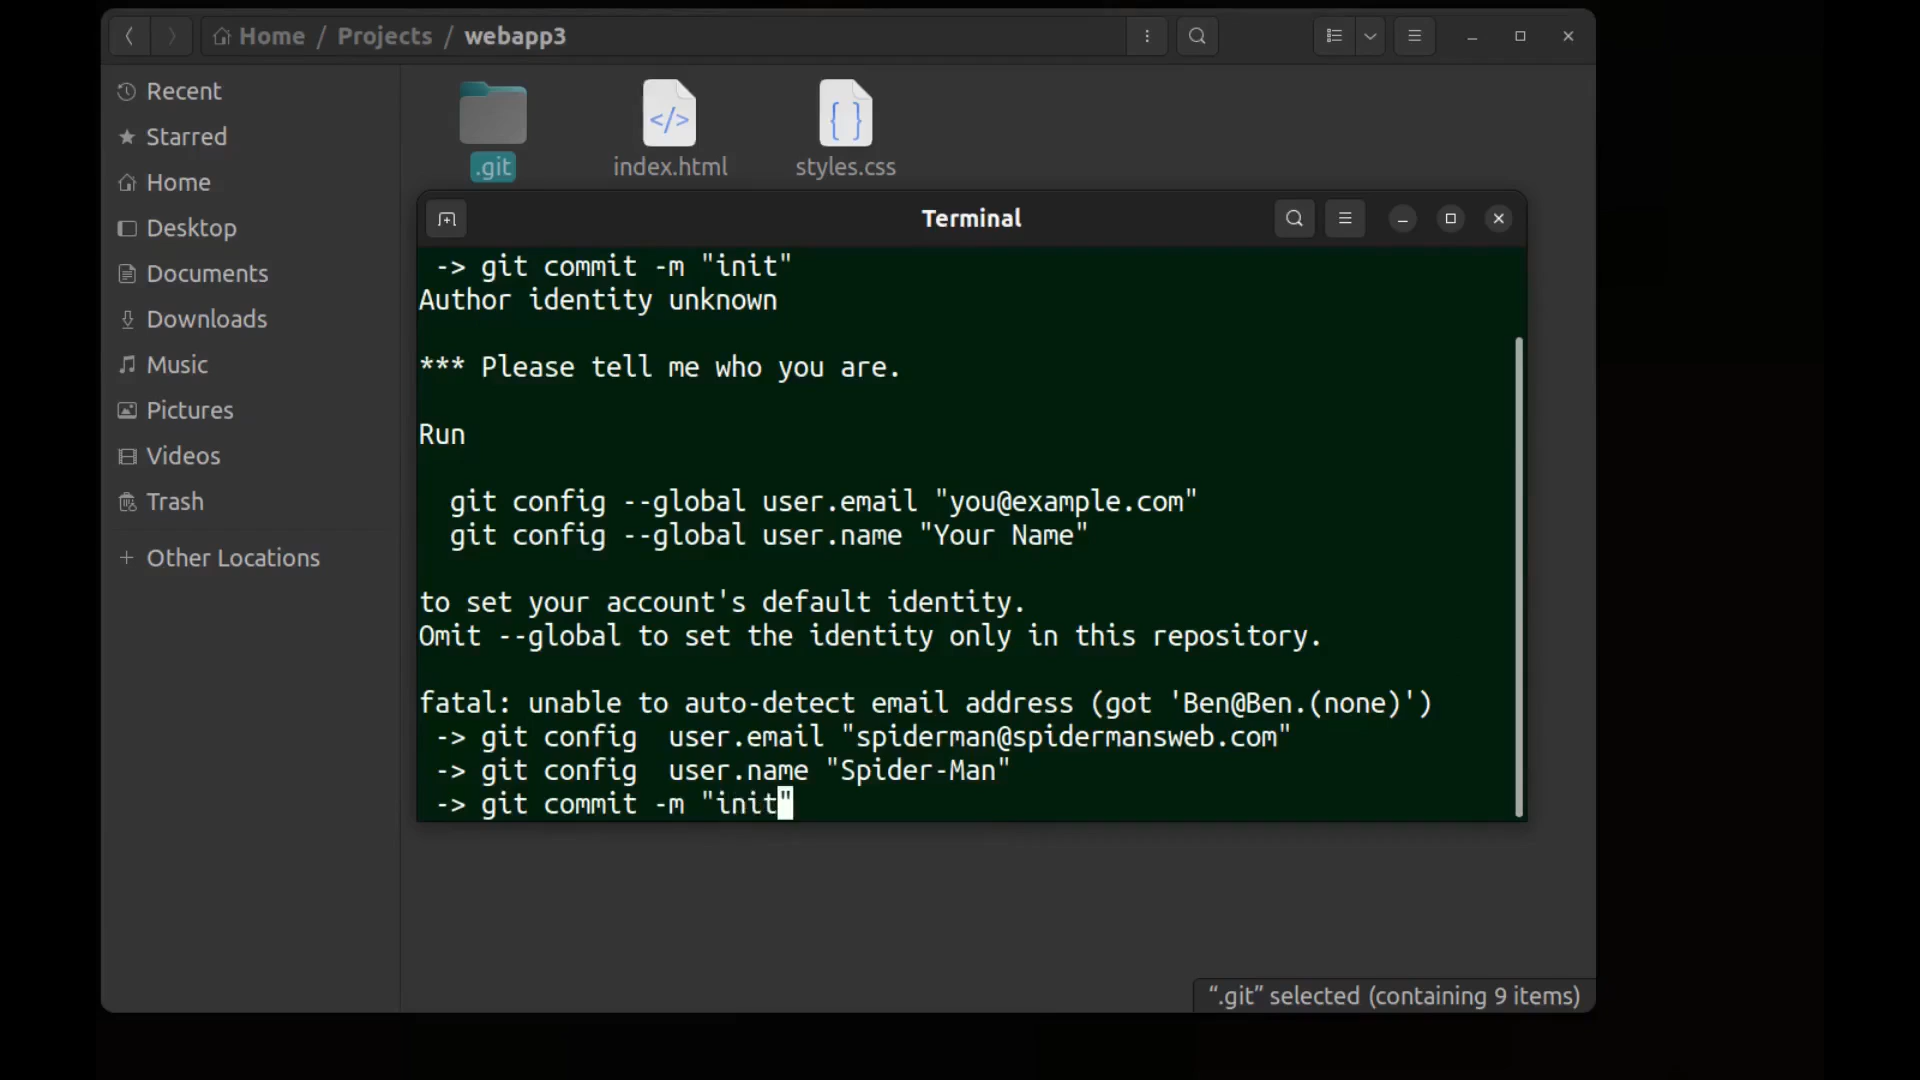 Home / Projects / webapp3
Recent
Starred
Home
Desktop
Documents
Downloads
Music
Pictures
Videos
Trash
+ Other Locations
.git
index.html
styles.css
Terminal
-> git commit -m "init"
Author identity unknown
*** Please tell me who you are.
Run
git config --global user.email "you@example.com"
git config --global user.name "Your Name"
to set your account's default identity.
Omit --global to set the identity only in this repository.
fatal: unable to auto-detect email address (got 'Ben@Ben.(none)')
-> git config  user.email "spiderman@spidermansweb.com"
-> git config  user.name "Spider-Man"
-> git commit -m "init"
“.git” selected (containing 9 items)